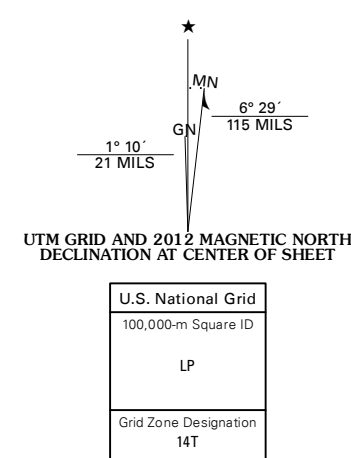 MN
6° 29´
115 MILS
GN
1° 10´
21 MILS
UTM GRID AND 2012 MAGNETIC NORTH
DECLINATION AT CENTER OF SHEET
U.S. National Grid
100,000-m Square ID
LP
Grid Zone Designation
14T